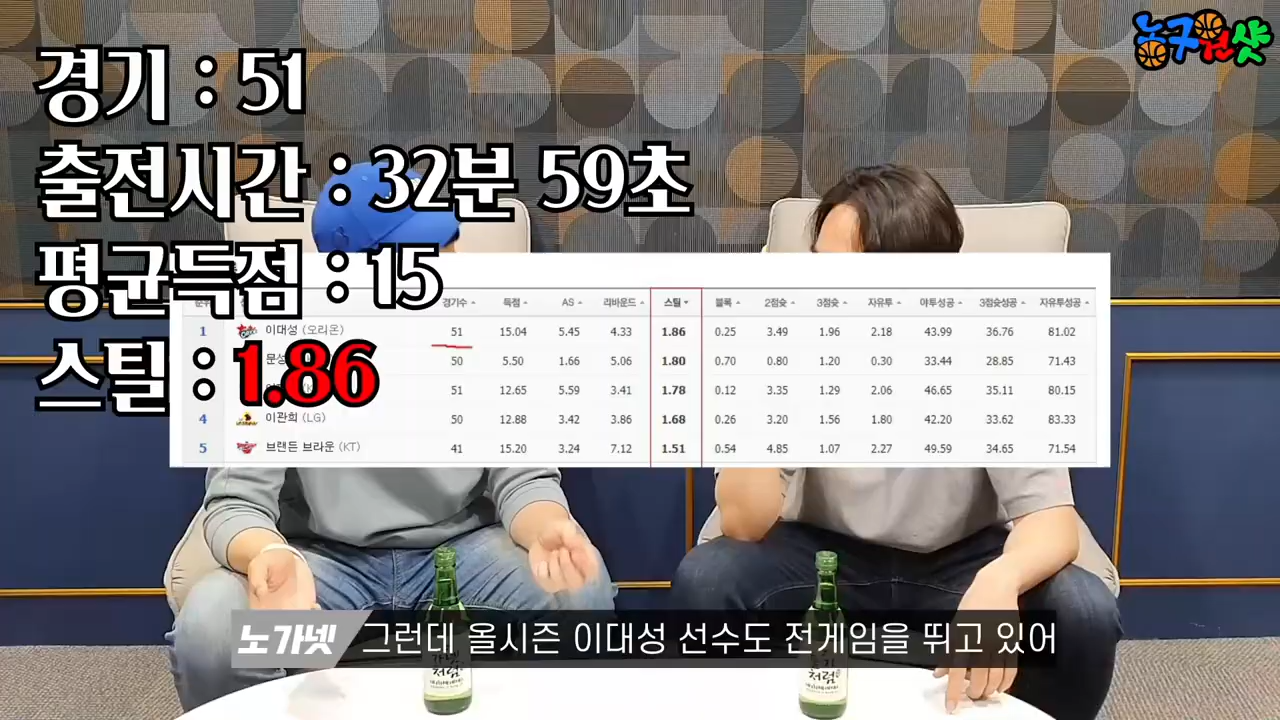 농구원샷
경기 : 51
출전시간 : 32분 59초
평균득점 : 15
스틸 : 1.86
경기수 득점 AS 리바운드 스틸 블록 2점슛 3점슛 자유투 야투성공 3점슛성공 자유투성공
1 이대성 (오리온) 51 15.04 5.45 4.33 1.86 0.25 3.49 1.96 2.18 43.99 36.76 81.02
문성 50 5.50 1.66 5.06 1.80 0.70 0.80 1.20 0.30 33.44 28.85 71.43
51 12.65 5.59 3.41 1.78 0.12 3.35 1.29 2.06 46.65 35.11 80.15
4 이관희 (LG) 50 12.88 3.42 3.86 1.68 0.26 3.20 1.56 1.80 42.20 33.62 83.33
5 브랜든 브라운 (KT) 41 15.20 3.24 7.12 1.51 0.54 4.85 1.07 2.27 49.59 34.65 71.54
노가넷 그런데 올시즌 이대성 선수도 전게임을 뛰고 있어
처럼
처럼